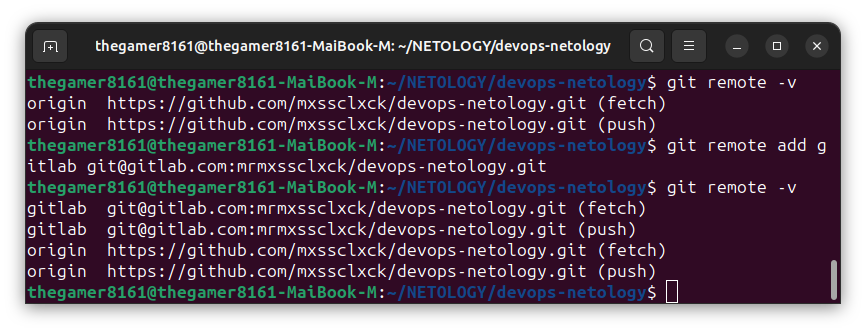 thegamer8161@thegamer8161-MaiBook-M: ~/NETOLOGY/devops-netology
thegamer8161@thegamer8161-MaiBook-M:~/NETOLOGY/devops-netology$ git remote -v
origin  https://github.com/mxssclxck/devops-netology.git (fetch)
origin  https://github.com/mxssclxck/devops-netology.git (push)
thegamer8161@thegamer8161-MaiBook-M:~/NETOLOGY/devops-netology$ git remote add g
itlab git@gitlab.com:mrmxssclxck/devops-netology.git
thegamer8161@thegamer8161-MaiBook-M:~/NETOLOGY/devops-netology$ git remote -v
gitlab  git@gitlab.com:mrmxssclxck/devops-netology.git (fetch)
gitlab  git@gitlab.com:mrmxssclxck/devops-netology.git (push)
origin  https://github.com/mxssclxck/devops-netology.git (fetch)
origin  https://github.com/mxssclxck/devops-netology.git (push)
thegamer8161@thegamer8161-MaiBook-M:~/NETOLOGY/devops-netology$